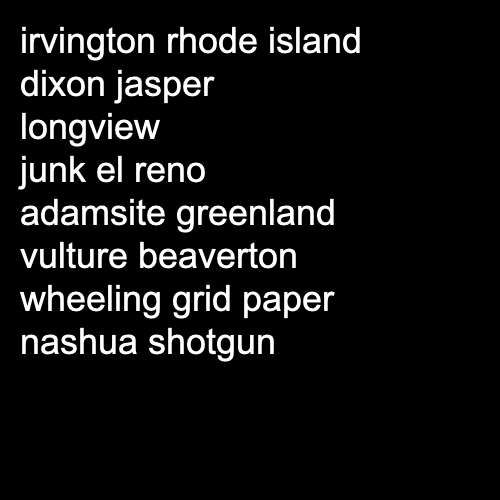 irvington rhode island
dixon jasper
longview
junk el reno
adamsite greenland
vulture beaverton
wheeling grid paper
nashua shotgun